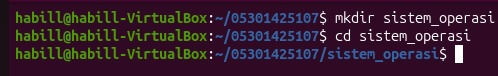 habill@habill-VirtualBox:~/05301425107$ mkdir sistem_operasi
habill@habill-VirtualBox:~/05301425107$ cd sistem_operasi
habill@habill-VirtualBox:~/05301425107/sistem_operasi$